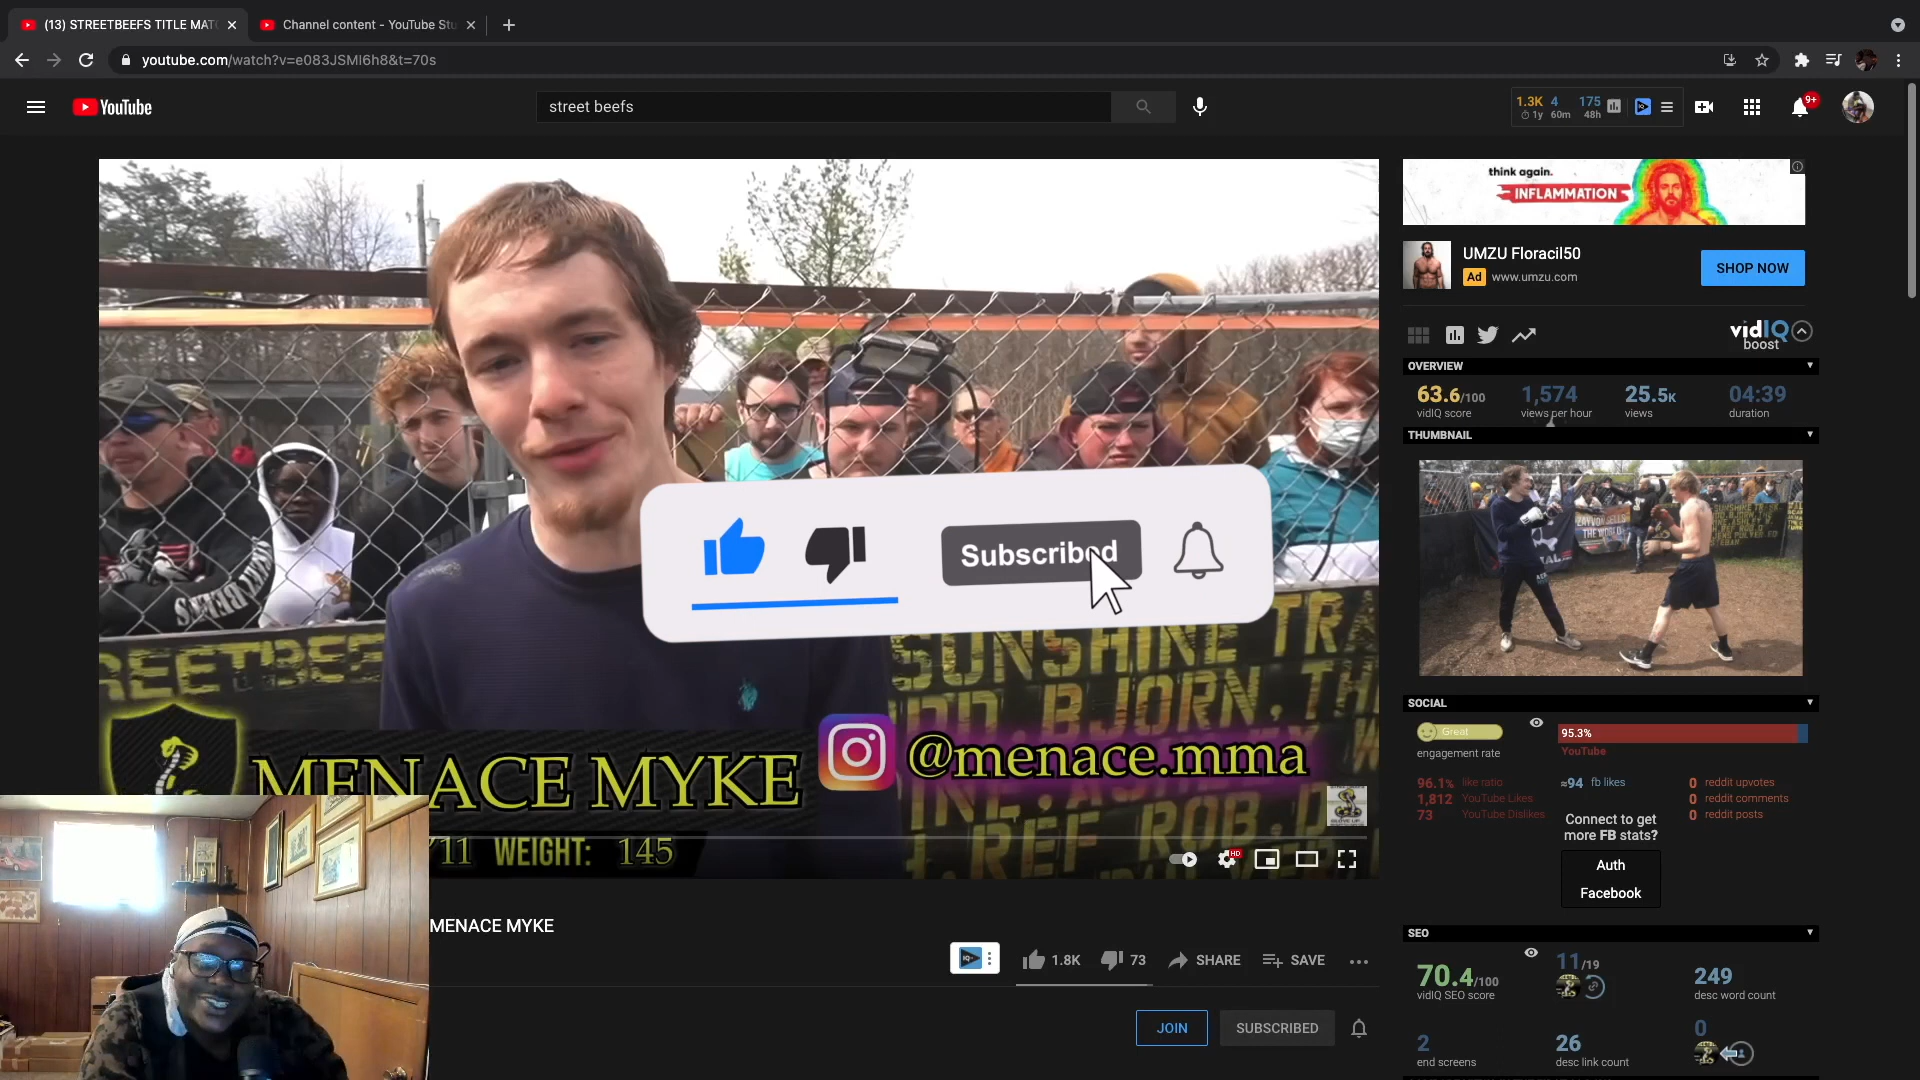 (13) STREETBEEFS TITLE MAT
Channel content - YouTube Stu
youtube.com/watch?v=e083JSMI6h8&t=70s
YouTube
street beefs
1.3K 4 175
1y 60m 48h
9+
think again.
INFLAMMATION
UMZU Floracil50
Ad www.umzu.com
SHOP NOW
vidIQ
boost
OVERVIEW
63.6/100 1,574 25.5K 04:39
vidIQ score views per hour views duration
THUMBNAIL
Subscribed
MENACE MYKE
@menace.mma
WEIGHT: 145
HD
SOCIAL
Great
95.3%
engagement rate
YouTube
96.1% like ratio
1,812 YouTube Likes
73 YouTube Dislikes
≈94 fb likes
0 reddit upvotes
0 reddit comments
0 reddit posts
Connect to get
more FB stats?
Auth
Facebook
MENACE MYKE
1.8K 73 SHARE SAVE
JOIN SUBSCRIBED
SEO
70.4/100 11/19 249
vidIQ SEO score desc word count
2 26 0
end screens desc link count